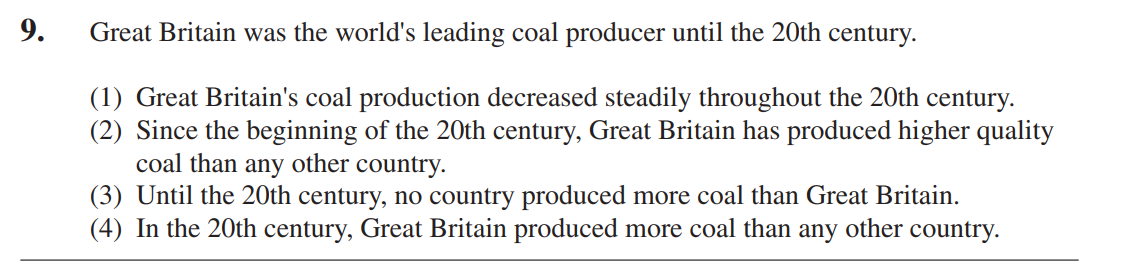 9. Great Britain was the world's leading coal producer until the 20th century.
(1) Great Britain's coal production decreased steadily throughout the 20th century.
(2) Since the beginning of the 20th century, Great Britain has produced higher quality
coal than any other country.
(3) Until the 20th century, no country produced more coal than Great Britain.
(4) In the 20th century, Great Britain produced more coal than any other country.